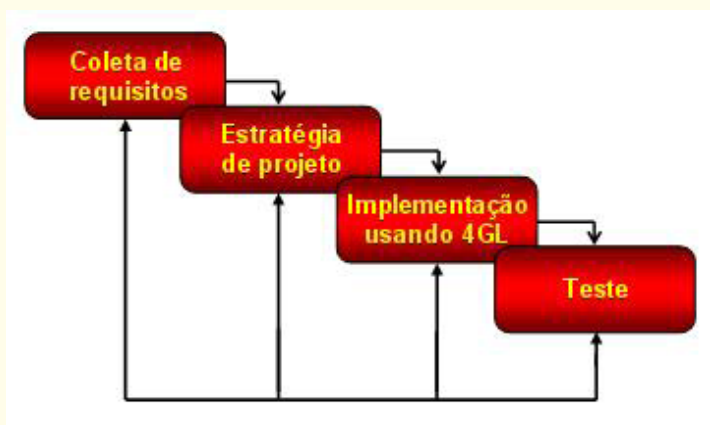 Coleta de
requisitos
Estratégia
de projeto
Implementação
usando 4GL
Teste